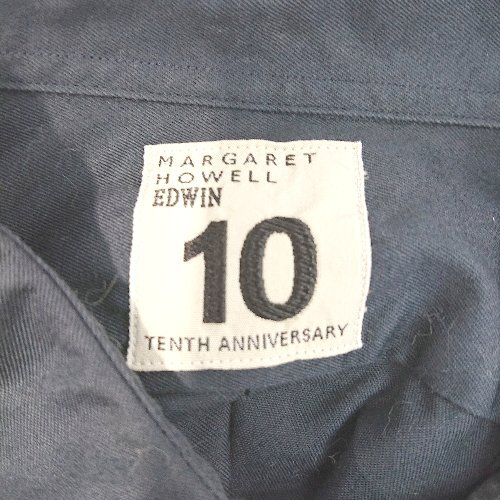 MARGARET
HOWELL
EDWIN
10
TENTH ANNIVERSARY